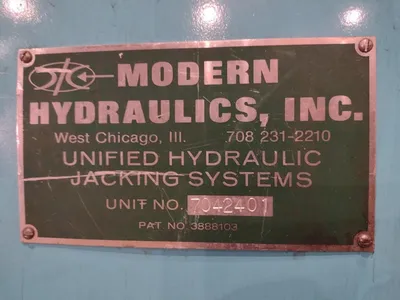 MODERN
HYDRAULICS, INC.
West Chicago, Ill. 708 231-2210
UNIFIED HYDRAULIC
JACKING SYSTEMS
UNIT NO. 7042401
PAT NO. 3888103